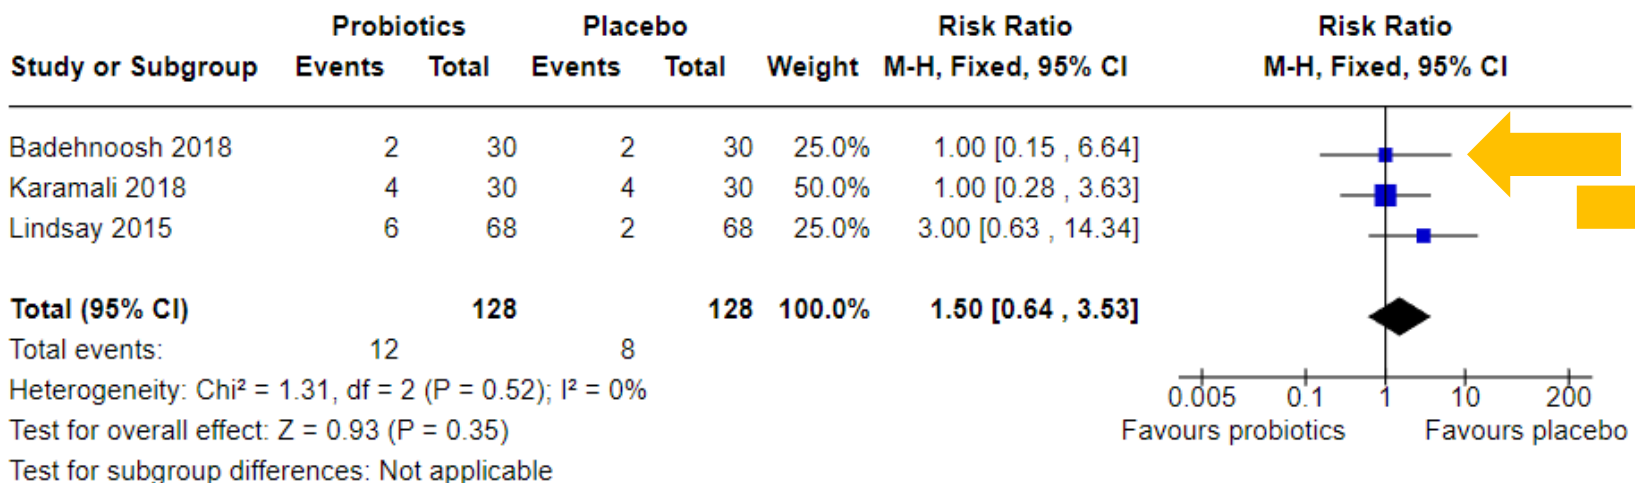 Probiotics Placebo Risk Ratio Risk Ratio
Study or Subgroup Events Total Events Total Weight M-H, Fixed, 95% CI M-H, Fixed, 95% CI
Badehnoosh 2018 2 30 2 30 25.0% 1.00 [0.15 , 6.64]
Karamali 2018 4 30 4 30 50.0% 1.00 [0.28 , 3.63]
Lindsay 2015 6 68 2 68 25.0% 3.00 [0.63 , 14.34]
Total (95% CI) 128 128 100.0% 1.50 [0.64 , 3.53]
Total events: 12 8
Heterogeneity: Chi² = 1.31, df = 2 (P = 0.52); I² = 0%
0.005 0.1 1 10 200
Test for overall effect: Z = 0.93 (P = 0.35) Favours probiotics Favours placebo
Test for subgroup differences: Not applicable